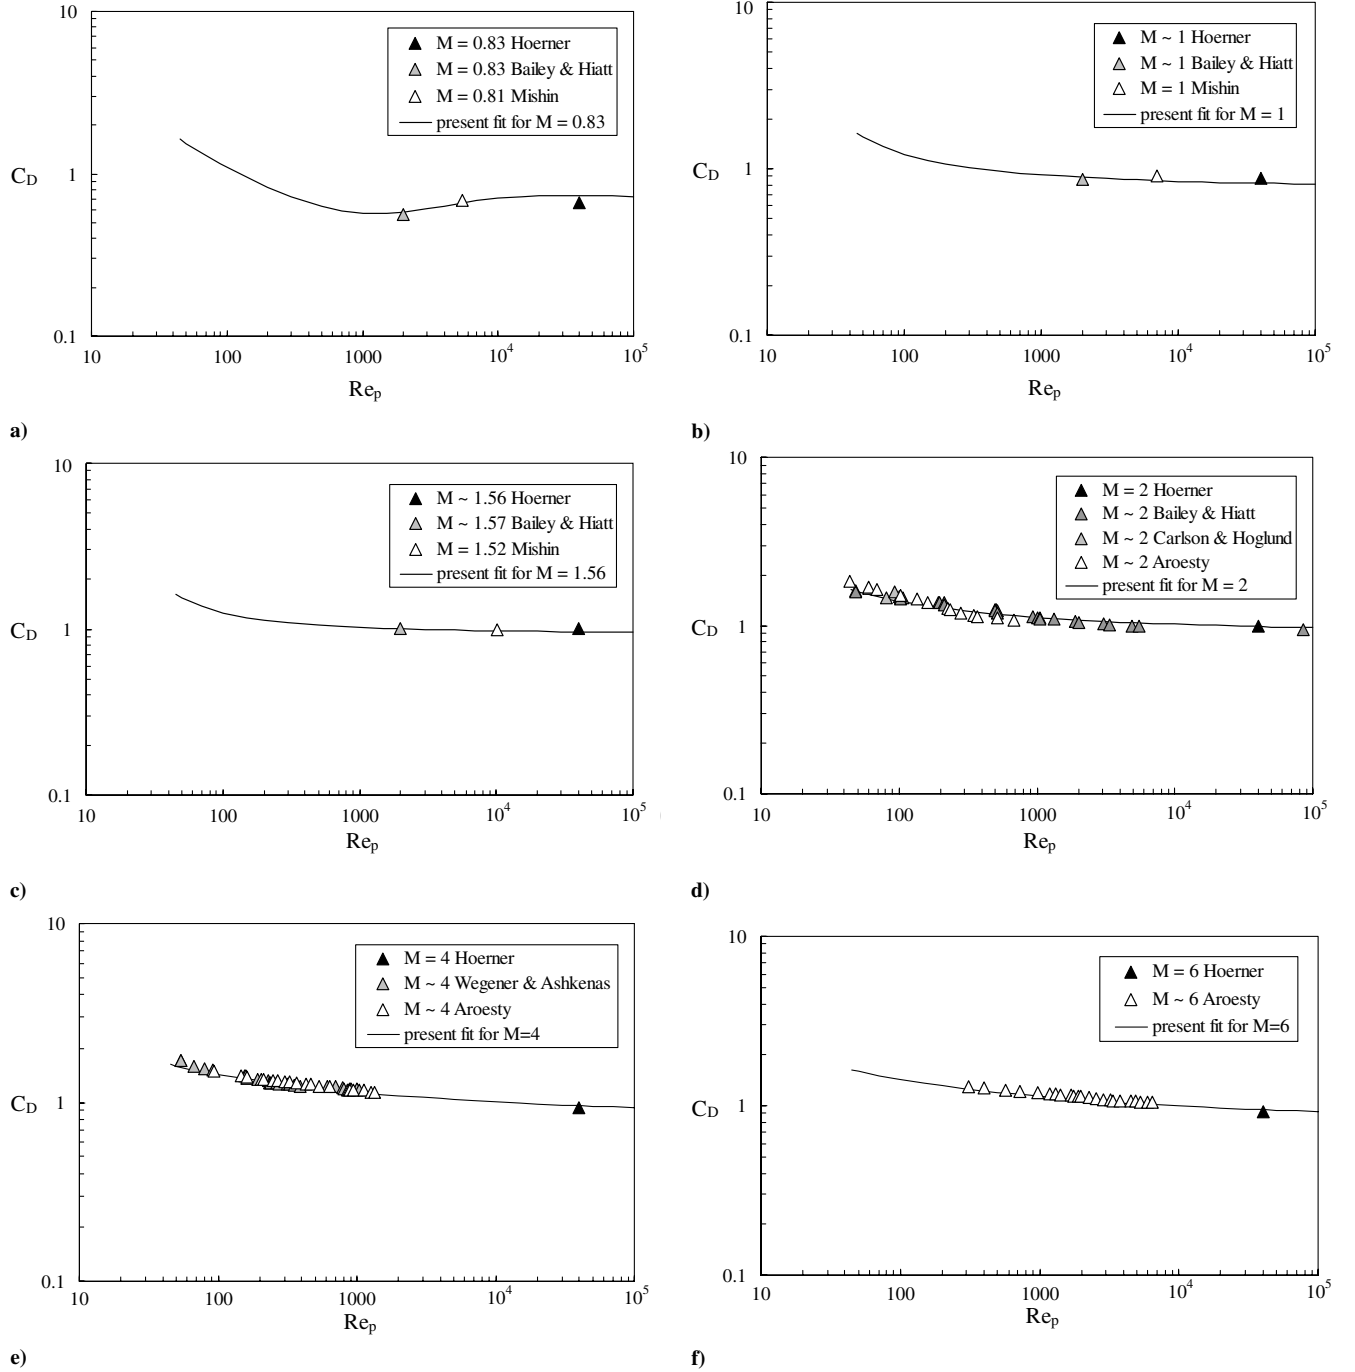 10
M = 0.83 Hoerner
M = 0.83 Bailey & Hiatt
M = 0.81 Mishin
present fit for M = 0.83
C_D
1
0.1
10 100 1000 10^4 10^5
Re_p
a)
10
M ~ 1 Hoerner
M ~ 1 Bailey & Hiatt
M = 1 Mishin
present fit for M = 1
C_D
1
0.1
10 100 1000 10^4 10^5
Re_p
b)
10
M ~ 1.56 Hoerner
M ~ 1.57 Bailey & Hiatt
M = 1.52 Mishin
present fit for M = 1.56
C_D
1
0.1
10 100 1000 10^4 10^5
Re_p
c)
10
M = 2 Hoerner
M ~ 2 Bailey & Hiatt
M ~ 2 Carlson & Hoglund
M ~ 2 Aroesty
present fit for M = 2
C_D
1
0.1
10 100 1000 10^4 10^5
Re_p
d)
10
M = 4 Hoerner
M ~ 4 Wegener & Ashkenas
M ~ 4 Aroesty
present fit for M=4
C_D
1
0.1
10 100 1000 10^4 10^5
Re_p
e)
10
M = 6 Hoerner
M ~ 6 Aroesty
present fit for M=6
C_D
1
0.1
10 100 1000 10^4 10^5
Re_p
f)